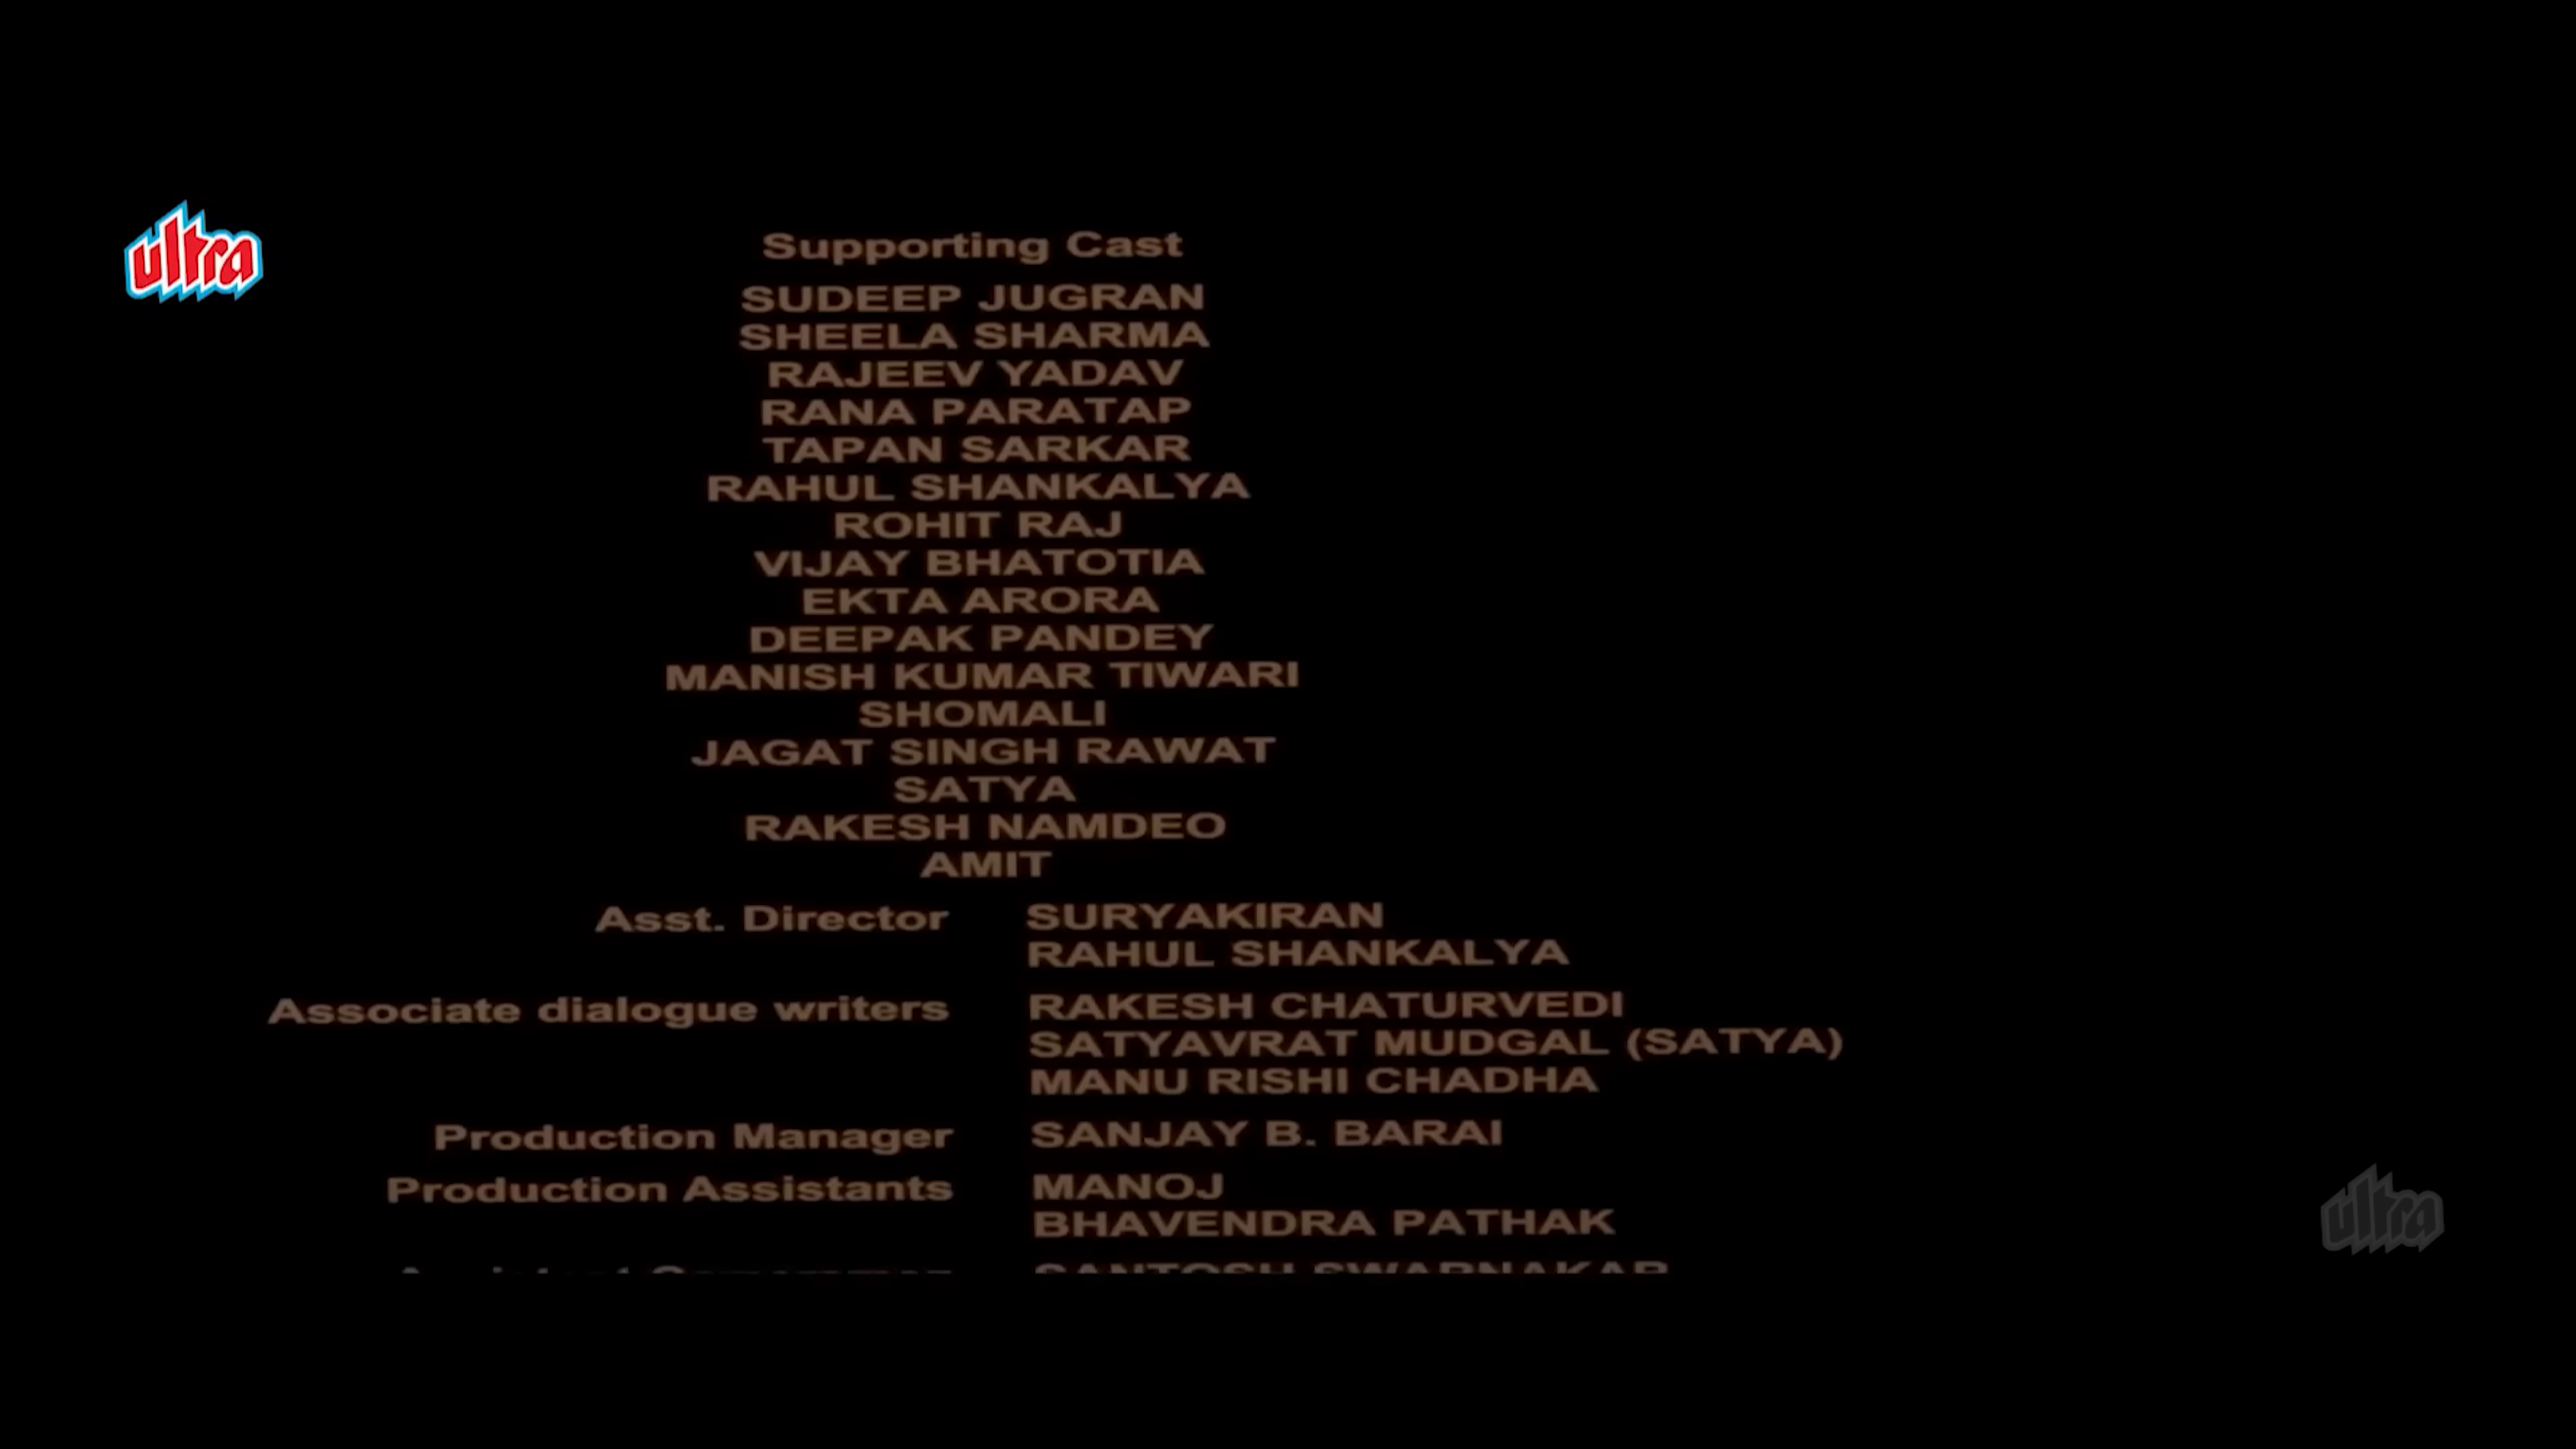 ultra
Supporting Cast
SUDEEP JUGRAN
SHEELA SHARMA
RAJEEV YADAV
RANA PARATAP
TAPAN SARKAR
RAHUL SHANKALYA
ROHIT RAJ
VIJAY BHATOTIA
EKTA ARORA
DEEPAK PANDEY
MANISH KUMAR TIWARI
SHOMALI
JAGAT SINGH RAWAT
SATYA
RAKESH NAMDEO
AMIT
Asst. Director SURYAKIRAN
RAHUL SHANKALYA
Associate dialogue writers RAKESH CHATURVEDI
SATYAVRAT MUDGAL (SATYA)
MANU RISHI CHADHA
Production Manager SANJAY B. BARAI
Production Assistants MANOJ
BHAVENDRA PATHAK
SANTOSH SWARNAKAR
ultra